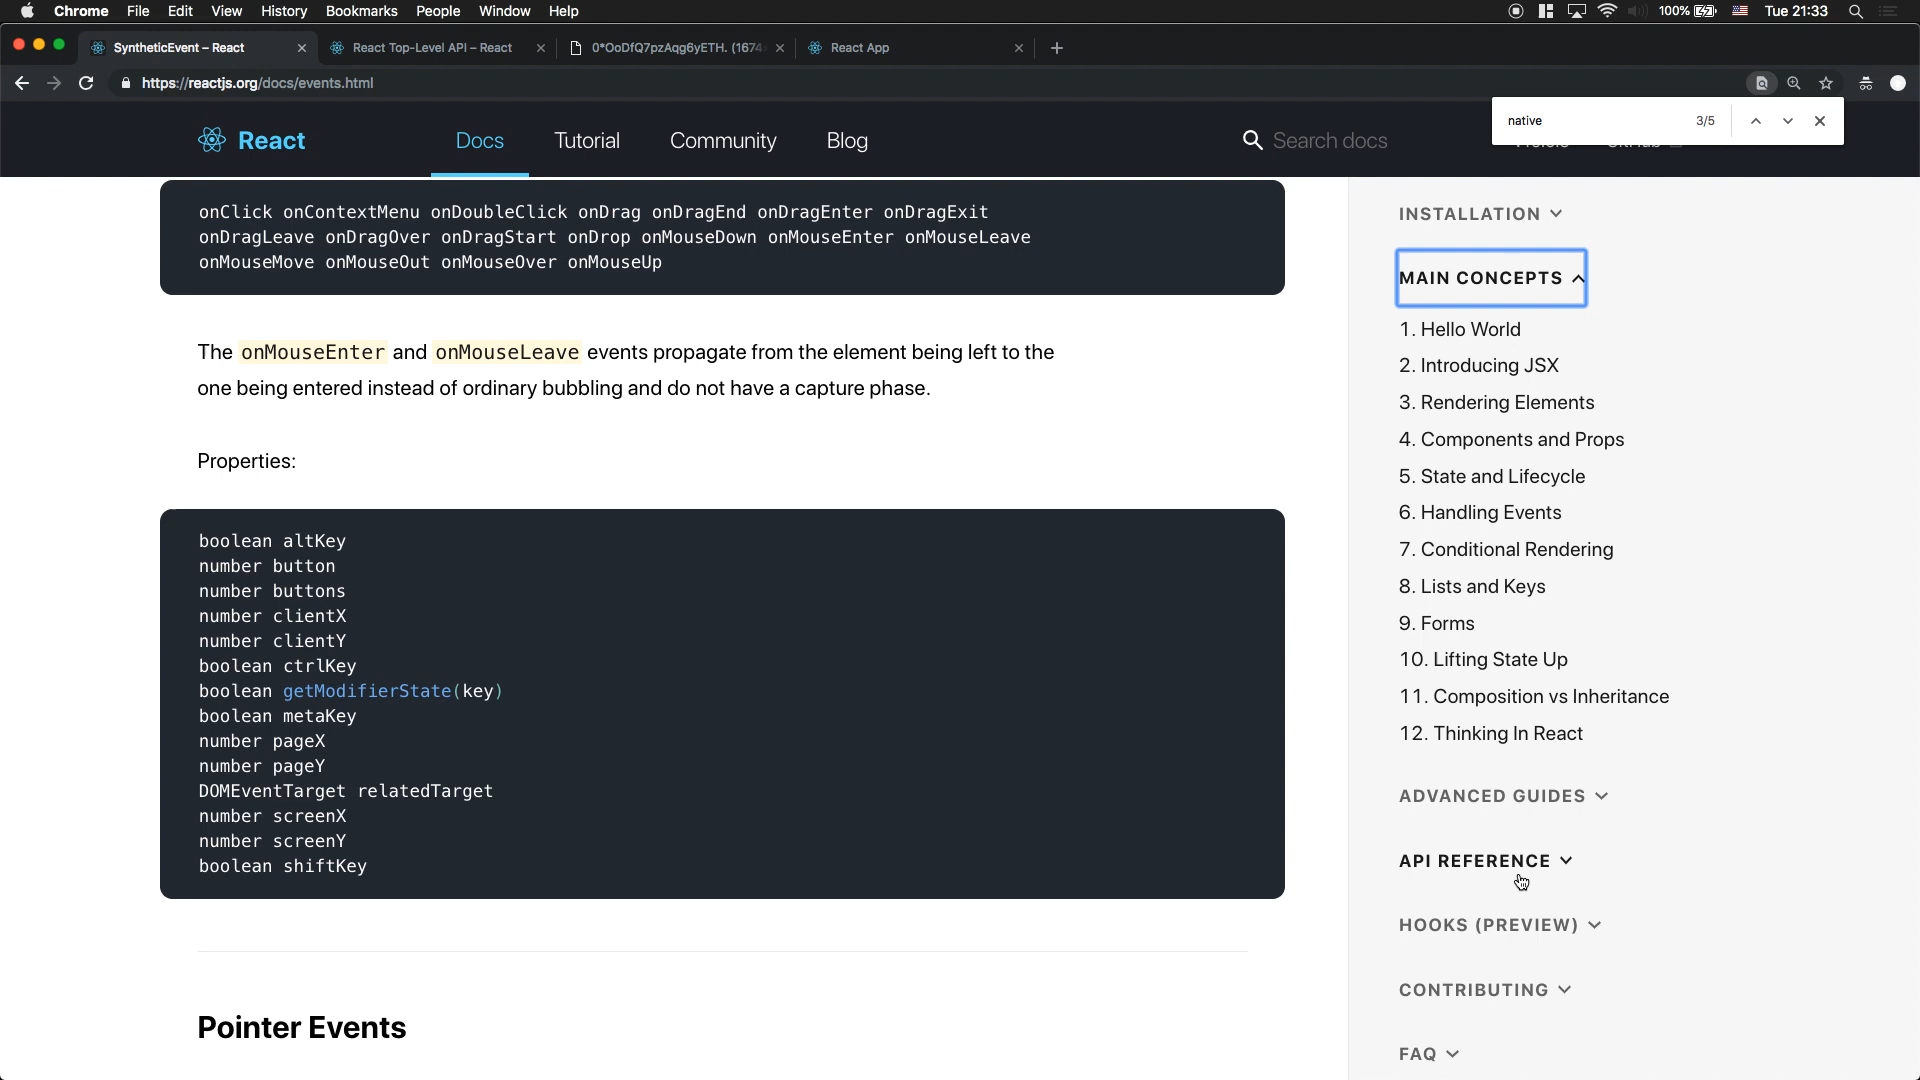 Chrome File Edit View History Bookmarks People Window Help
100% Tue 21:33
SyntheticEvent – React
React Top-Level API – React
0*OoDfQ7pzAqg6yETH. (1674
React App
https://reactjs.org/docs/events.html
native 3/5
React
Docs
Tutorial
Community
Blog
Search docs
onClick onContextMenu onDoubleClick onDrag onDragEnd onDragEnter onDragExit
onDragLeave onDragOver onDragStart onDrop onMouseDown onMouseEnter onMouseLeave
onMouseMove onMouseOut onMouseOver onMouseUp
The onMouseEnter and onMouseLeave events propagate from the element being left to the
one being entered instead of ordinary bubbling and do not have a capture phase.
Properties:
boolean altKey
number button
number buttons
number clientX
number clientY
boolean ctrlKey
boolean getModifierState(key)
boolean metaKey
number pageX
number pageY
DOMEventTarget relatedTarget
number screenX
number screenY
boolean shiftKey
Pointer Events
INSTALLATION
MAIN CONCEPTS
1. Hello World
2. Introducing JSX
3. Rendering Elements
4. Components and Props
5. State and Lifecycle
6. Handling Events
7. Conditional Rendering
8. Lists and Keys
9. Forms
10. Lifting State Up
11. Composition vs Inheritance
12. Thinking In React
ADVANCED GUIDES
API REFERENCE
HOOKS (PREVIEW)
CONTRIBUTING
FAQ